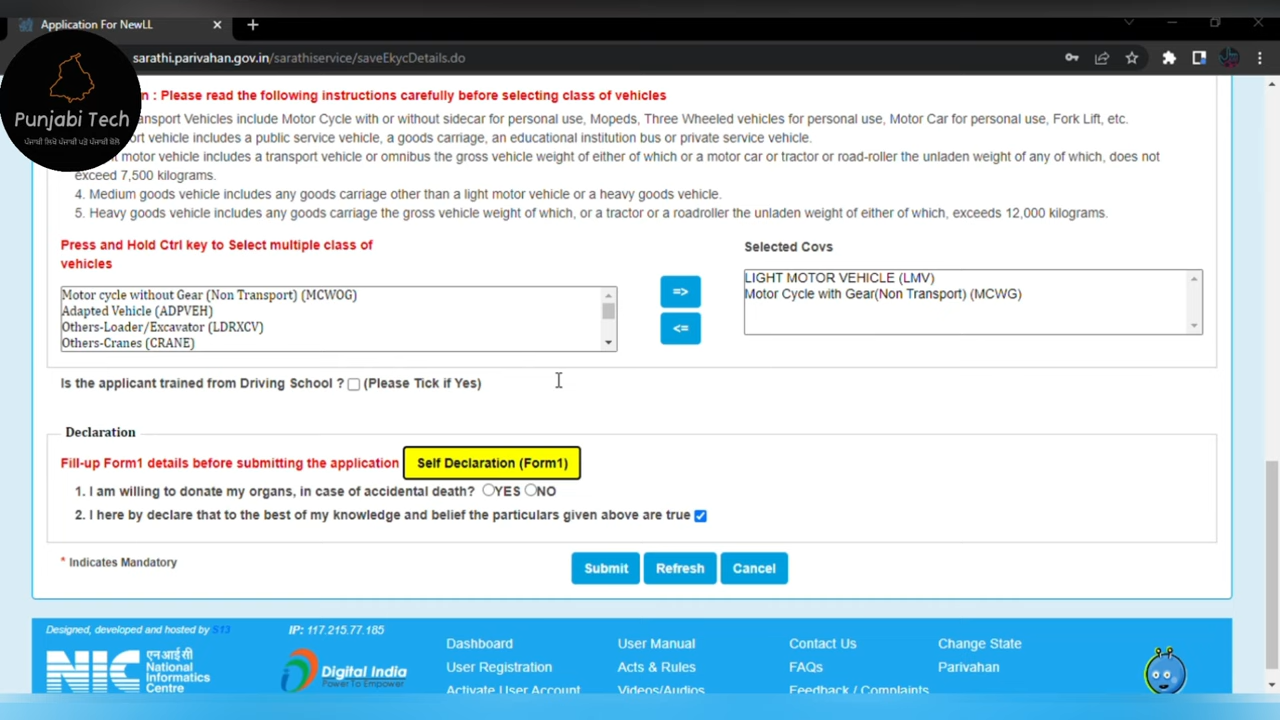 Application For NewLL
sarathi.parivahan.gov.in/sarathiservice/saveEkycDetails.do
Punjabi Tech
ਪੰਜਾਬੀ ਲਿਖੋ ਪੰਜਾਬੀ ਪੜੋ ਪੰਜਾਬੀ ਬੋਲੋ
: Please read the following instructions carefully before selecting class of vehicles
Vehicles include Motor Cycle with or without sidecar for personal use, Mopeds, Three Wheeled vehicles for personal use, Motor Car for personal use, Fork Lift, etc.
vehicle includes a public service vehicle, a goods carriage, an educational institution bus or private service vehicle.
motor vehicle includes a transport vehicle or omnibus the gross vehicle weight of either of which or a motor car or tractor or road-roller the unladen weight of any of which, does not
exceed 7,500 kilograms.
4. Medium goods vehicle includes any goods carriage other than a light motor vehicle or a heavy goods vehicle.
5. Heavy goods vehicle includes any goods carriage the gross vehicle weight of which, or a tractor or a roadroller the unladen weight of either of which, exceeds 12,000 kilograms.
Press and Hold Ctrl key to Select multiple class of
vehicles
Selected Covs
Motor cycle without Gear (Non Transport) (MCWOG)
Adapted Vehicle (ADPVEH)
Others-Loader/Excavator (LDRXCV)
Others-Cranes (CRANE)
=>
<=
LIGHT MOTOR VEHICLE (LMV)
Motor Cycle with Gear(Non Transport) (MCWG)
Is the applicant trained from Driving School ? (Please Tick if Yes)
Declaration
Fill-up Form1 details before submitting the application Self Declaration (Form1)
1. I am willing to donate my organs, in case of accidental death? YES NO
2. I here by declare that to the best of my knowledge and belief the particulars given above are true
* Indicates Mandatory
Submit Refresh Cancel
Designed, developed and hosted by S13
IP: 117.215.77.185
NIC
एन आई सी
National
Informatics
Centre
Digital India
Power To Empower
Dashboard User Manual Contact Us Change State
User Registration Acts & Rules FAQs Parivahan
Activate User Account Videos/Audios Feedback / Complaints